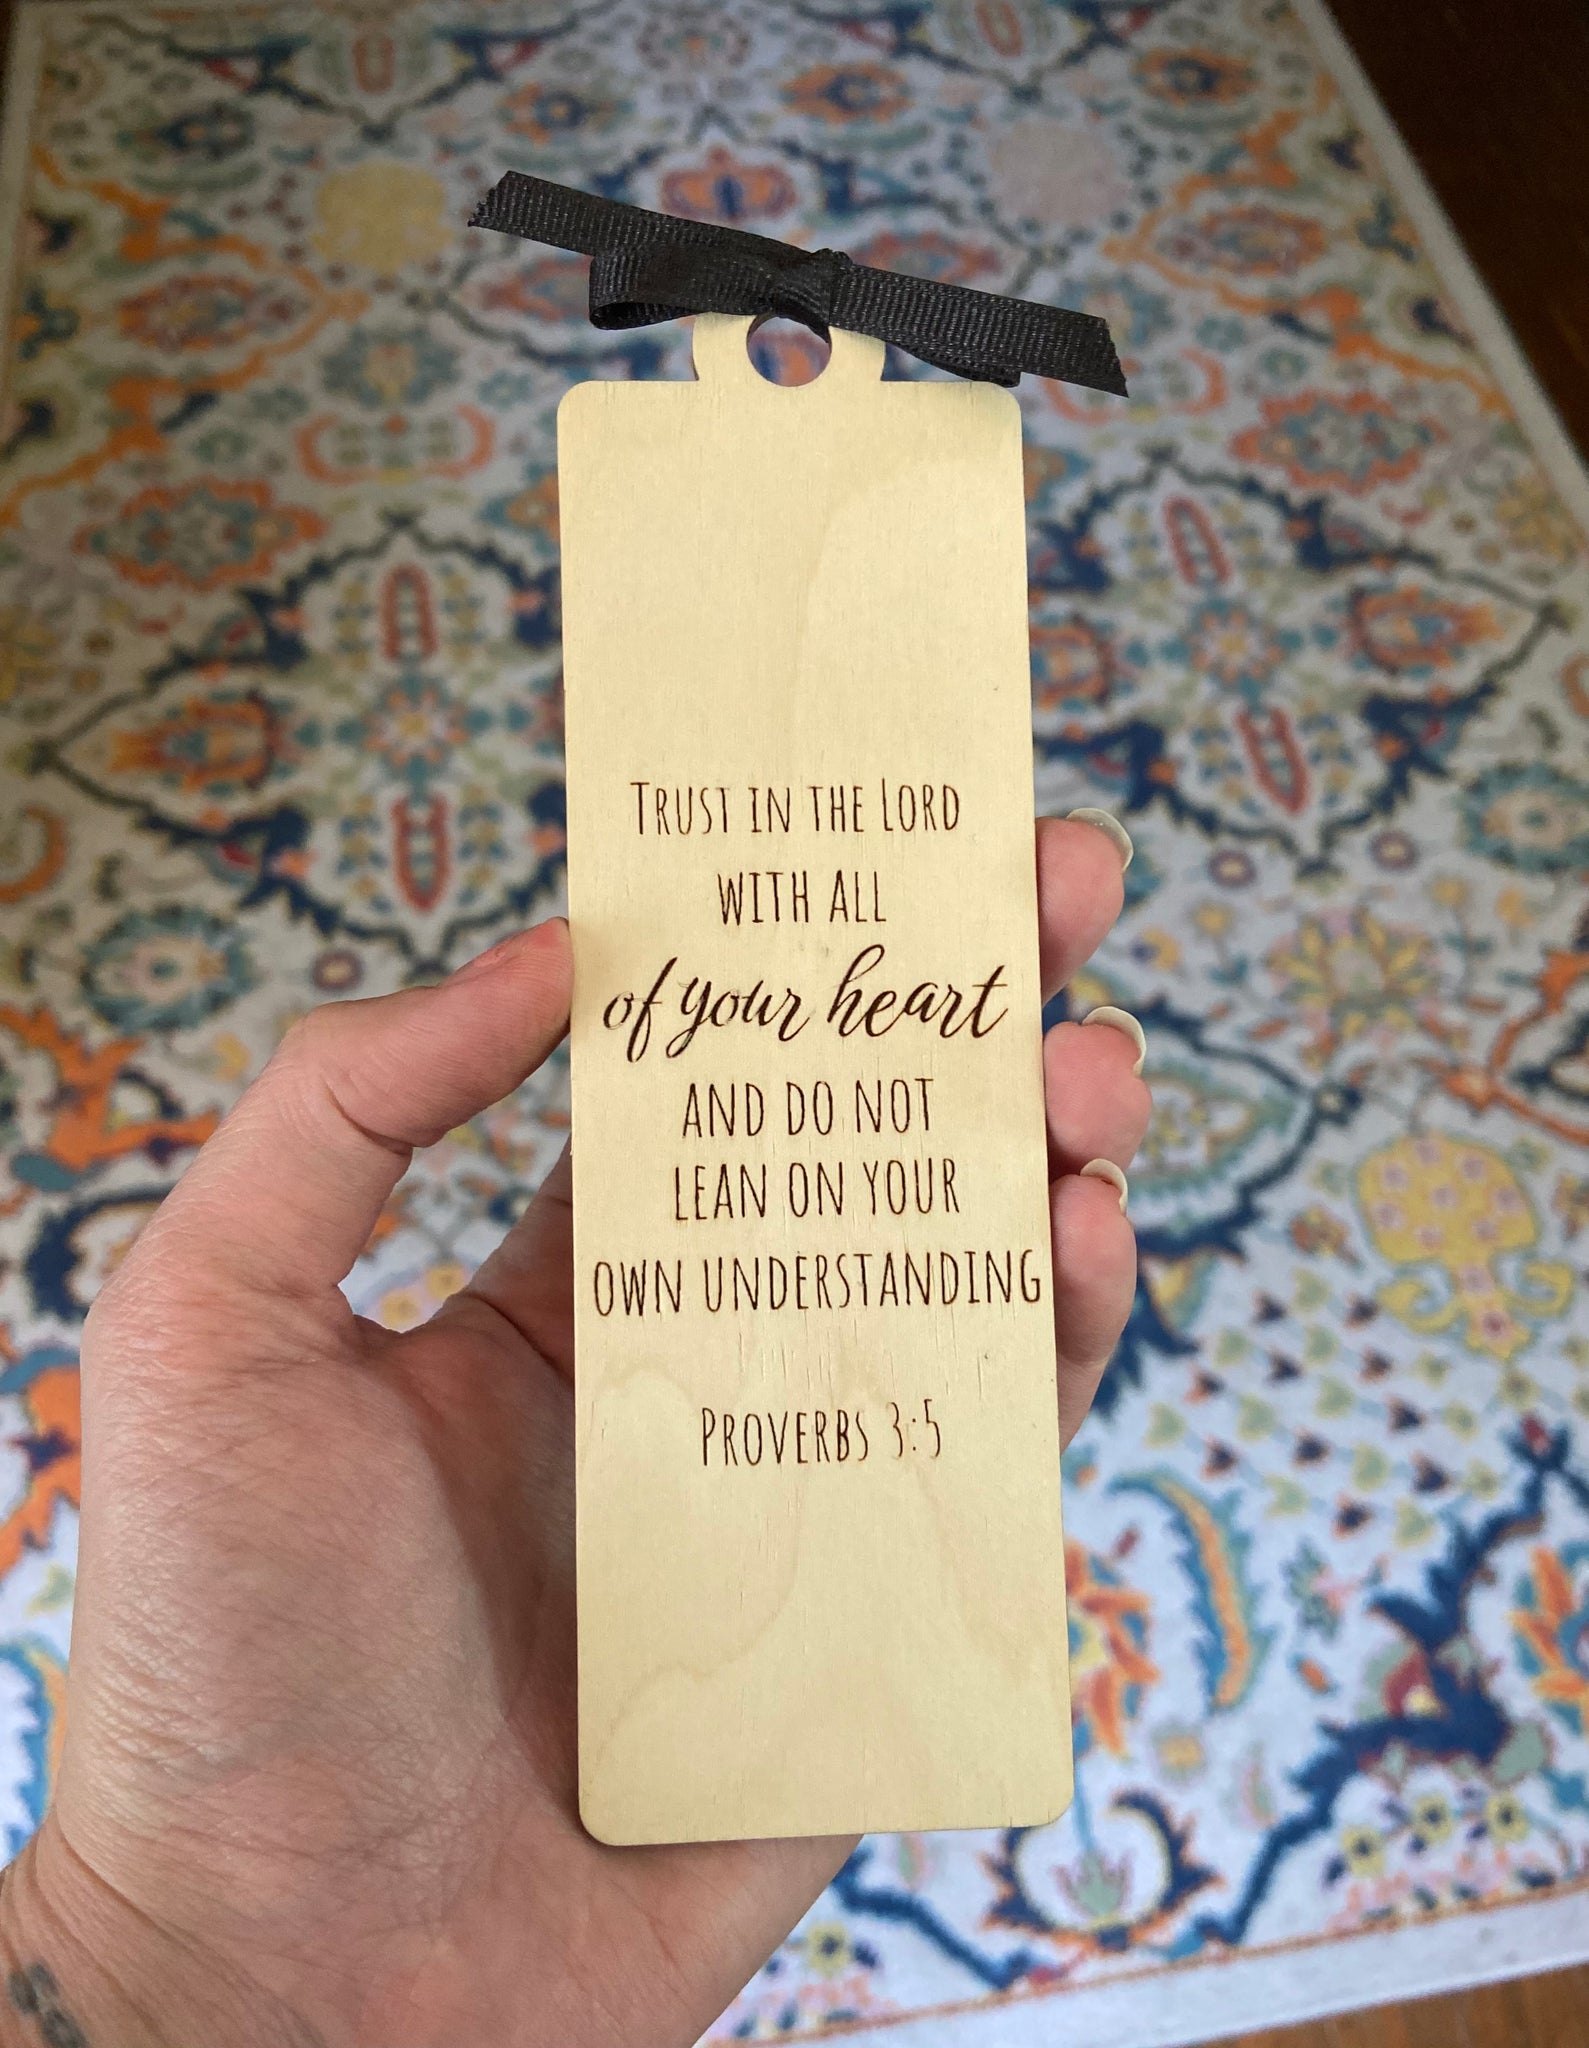 Trust in the Lord
with all
of your heart
and do not
lean on your
own understanding
Proverbs 3:5